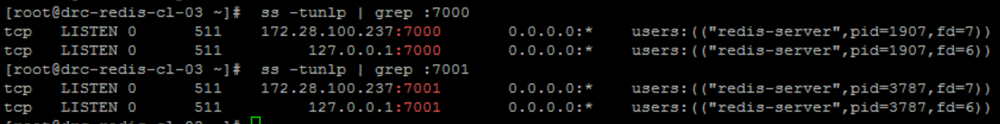 [root@drc-redis-cl-03 ~]#  ss -tunlp | grep :7000
tcp   LISTEN 0      511     172.28.100.237:7000       0.0.0.0:*    users:(("redis-server",pid=1907,fd=7))
tcp   LISTEN 0      511          127.0.0.1:7000       0.0.0.0:*    users:(("redis-server",pid=1907,fd=6))
[root@drc-redis-cl-03 ~]#  ss -tunlp | grep :7001
tcp   LISTEN 0      511     172.28.100.237:7001       0.0.0.0:*    users:(("redis-server",pid=3787,fd=7))
tcp   LISTEN 0      511          127.0.0.1:7001       0.0.0.0:*    users:(("redis-server",pid=3787,fd=6))